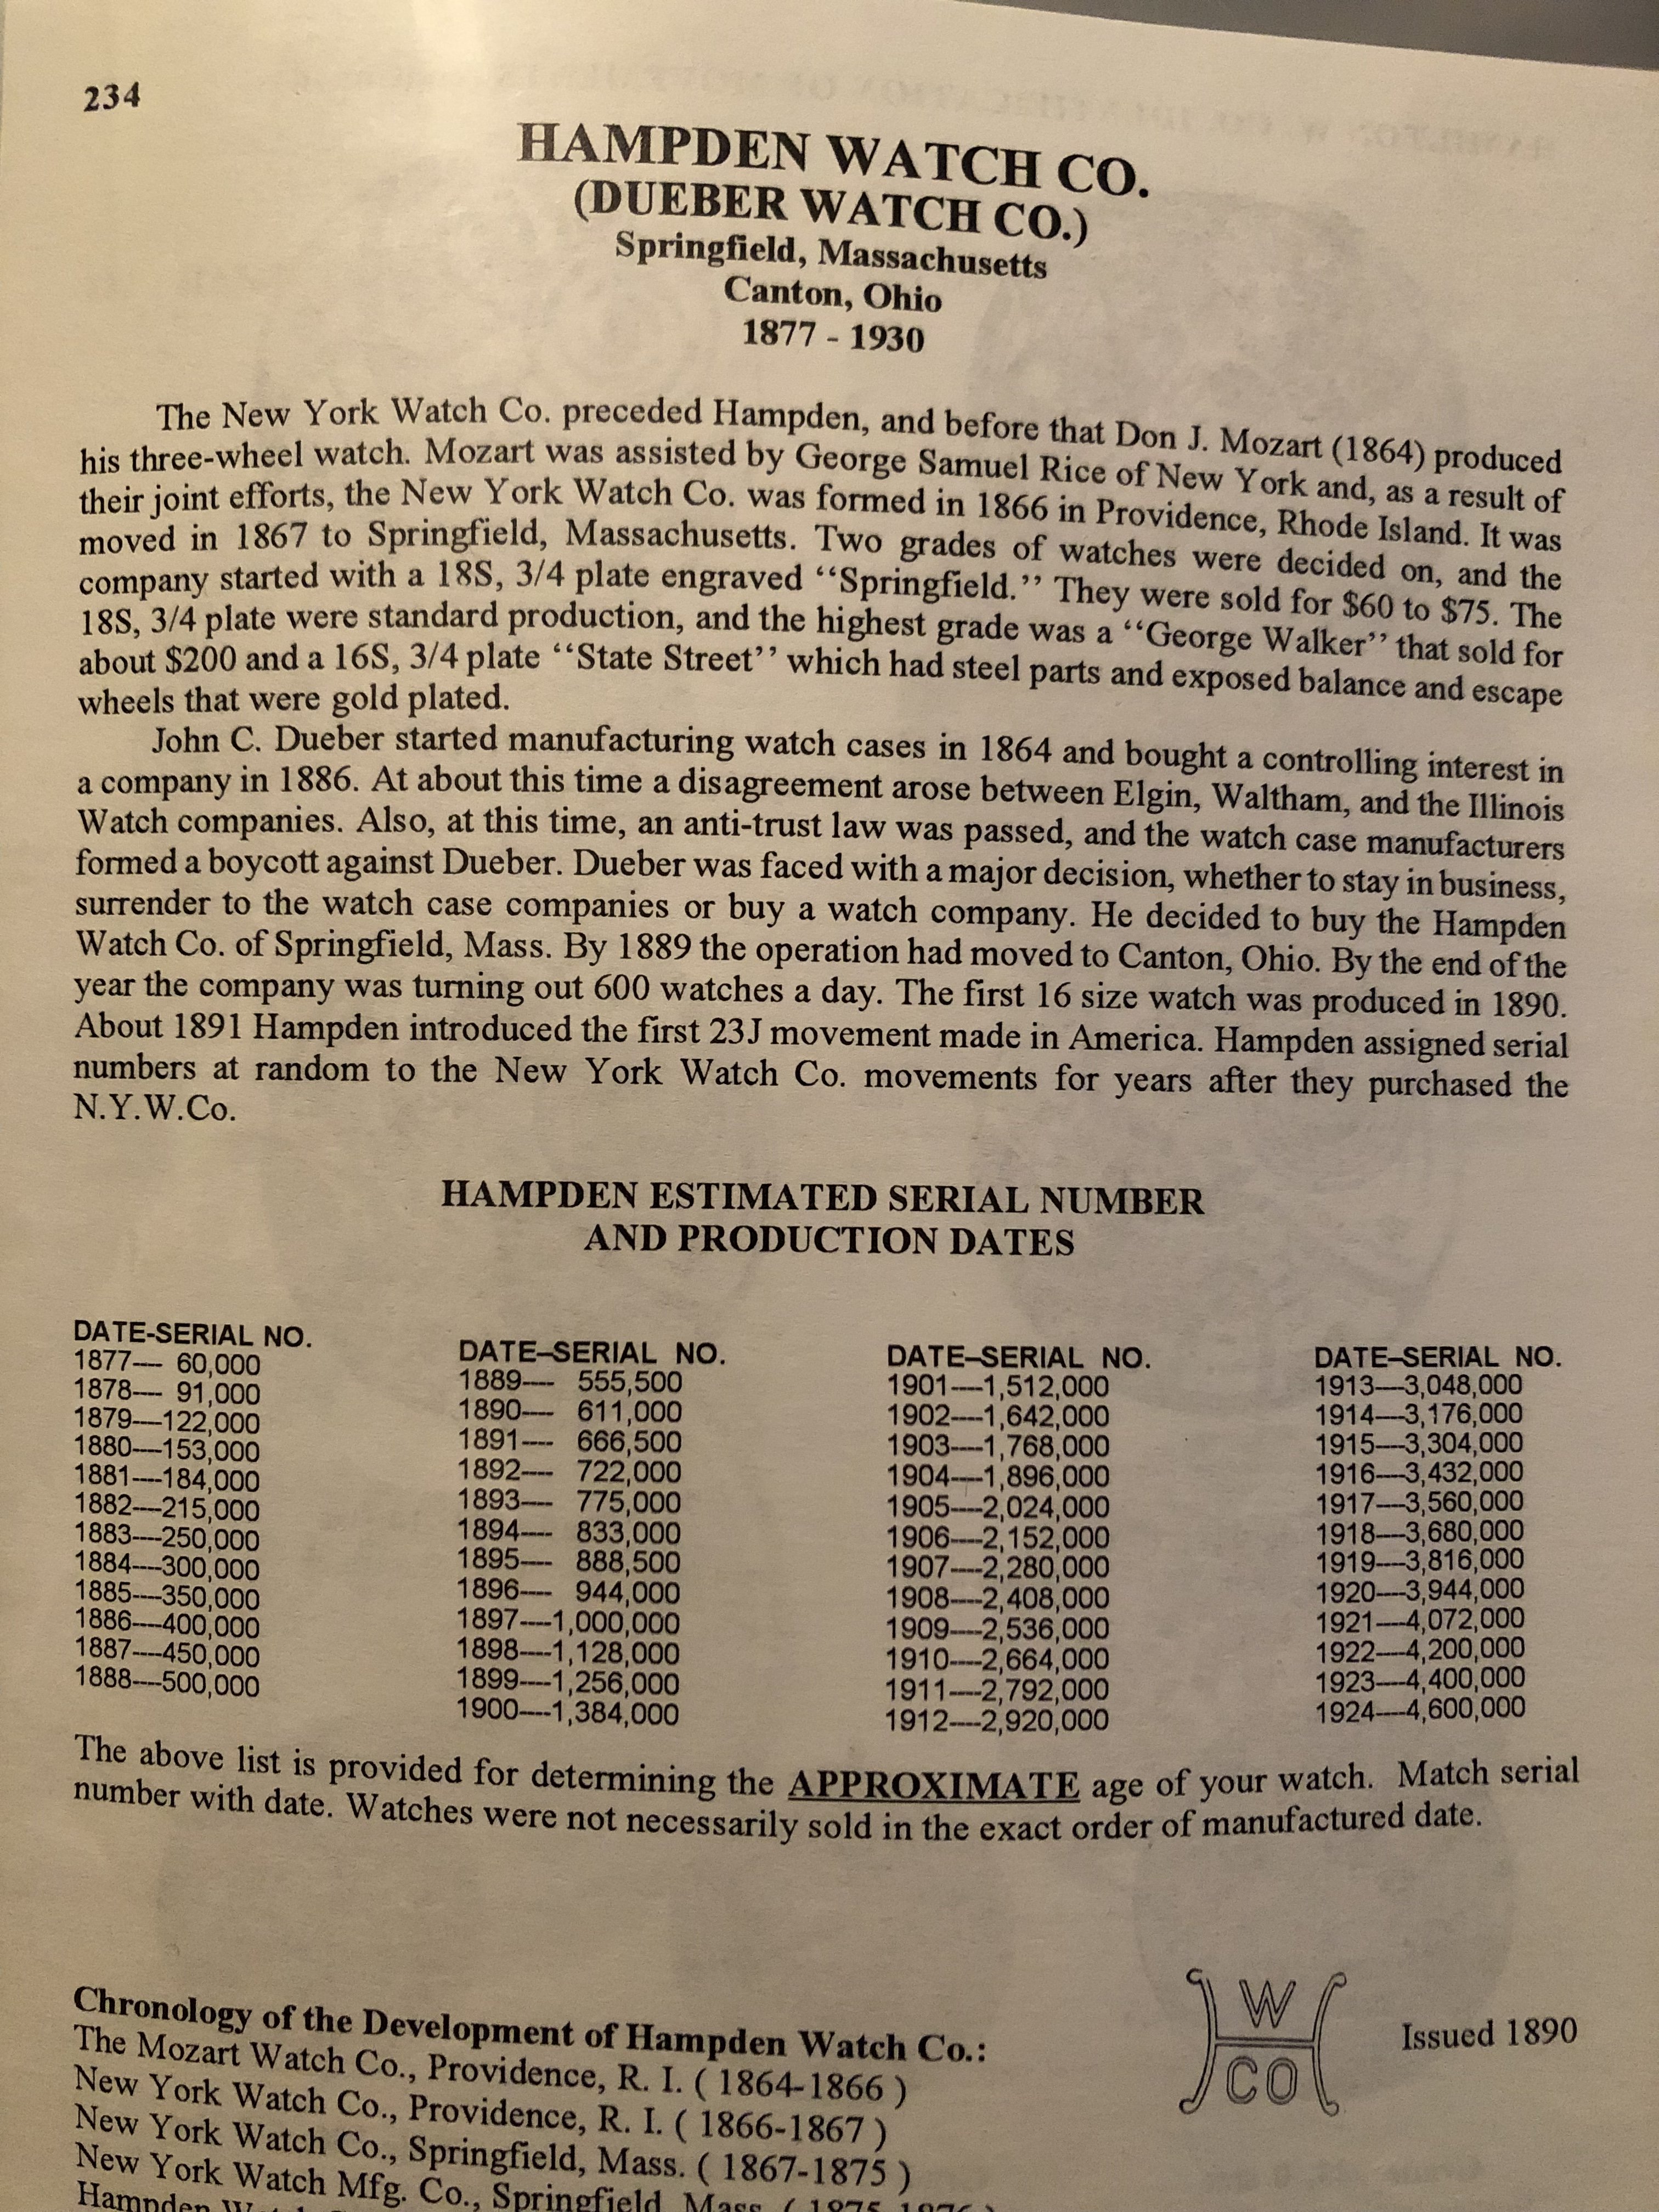 234
HAMPDEN WATCH CO.
(DUEBER WATCH CO.)
Springfield, Massachusetts
Canton, Ohio
1877 - 1930
The New York Watch Co. preceded Hampden, and before that Don J. Mozart (1864) produced
his three-wheel watch. Mozart was assisted by George Samuel Rice of New York and, as a result of
their joint efforts, the New York Watch Co. was formed in 1866 in Providence, Rhode Island. It was
moved in 1867 to Springfield, Massachusetts. Two grades of watches were decided on, and the
company started with a 18S, 3/4 plate engraved ‘‘Springfield.’’ They were sold for $60 to $75. The
18S, 3/4 plate were standard production, and the highest grade was a ‘‘George Walker’’ that sold for
about $200 and a 16S, 3/4 plate ‘‘State Street’’ which had steel parts and exposed balance and escape
wheels that were gold plated.
John C. Dueber started manufacturing watch cases in 1864 and bought a controlling interest in
a company in 1886. At about this time a disagreement arose between Elgin, Waltham, and the Illinois
Watch companies. Also, at this time, an anti-trust law was passed, and the watch case manufacturers
formed a boycott against Dueber. Dueber was faced with a major decision, whether to stay in business,
surrender to the watch case companies or buy a watch company. He decided to buy the Hampden
Watch Co. of Springfield, Mass. By 1889 the operation had moved to Canton, Ohio. By the end of the
year the company was turning out 600 watches a day. The first 16 size watch was produced in 1890.
About 1891 Hampden introduced the first 23J movement made in America. Hampden assigned serial
numbers at random to the New York Watch Co. movements for years after they purchased the
N.Y.W.Co.
HAMPDEN ESTIMATED SERIAL NUMBER
AND PRODUCTION DATES
DATE-SERIAL NO.
1877---- 60,000
1878---- 91,000
1879----122,000
1880----153,000
1881----184,000
1882----215,000
1883----250,000
1884----300,000
1885----350,000
1886----400,000
1887----450,000
1888----500,000
DATE–SERIAL NO.
1889---- 555,500
1890---- 611,000
1891---- 666,500
1892---- 722,000
1893---- 775,000
1894---- 833,000
1895---- 888,500
1896---- 944,000
1897----1,000,000
1898----1,128,000
1899----1,256,000
1900----1,384,000
DATE–SERIAL NO.
1901----1,512,000
1902----1,642,000
1903----1,768,000
1904----1,896,000
1905----2,024,000
1906----2,152,000
1907----2,280,000
1908----2,408,000
1909----2,536,000
1910----2,664,000
1911----2,792,000
1912----2,920,000
DATE–SERIAL NO.
1913----3,048,000
1914----3,176,000
1915----3,304,000
1916----3,432,000
1917----3,560,000
1918----3,680,000
1919----3,816,000
1920----3,944,000
1921----4,072,000
1922----4,200,000
1923----4,400,000
1924----4,600,000
The above list is provided for determining the APPROXIMATE age of your watch. Match serial
number with date. Watches were not necessarily sold in the exact order of manufactured date.
Chronology of the Development of Hampden Watch Co.:
The Mozart Watch Co., Providence, R. I. ( 1864-1866 )
New York Watch Co., Providence, R. I. ( 1866-1867 )
New York Watch Co., Springfield, Mass. ( 1867-1875 )
New York Watch Mfg. Co., Springfield, Mass. ( 1875-1876 )
Hampden
W
CO
Issued 1890